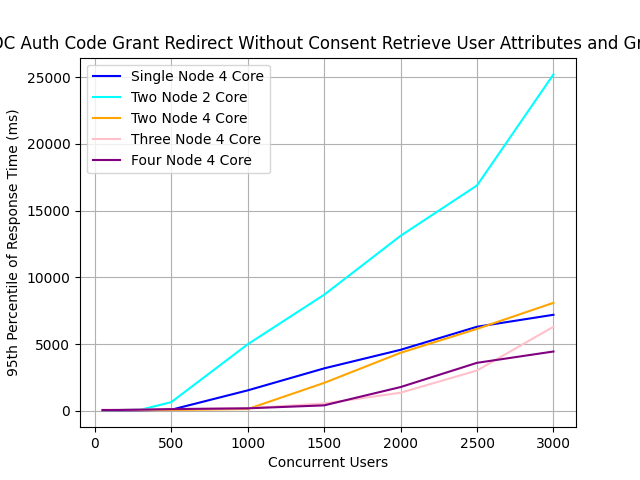 Auth Code Grant Redirect Without Consent Retrieve User Attributes and
Single Node 4 Core
Two Node 2 Core
Two Node 4 Core
Three Node 4 Core
Four Node 4 Core
95th Percentile of Response Time (ms)
25000
20000
15000
10000
5000
0
0 500 1000 1500 2000 2500 3000
Concurrent Users